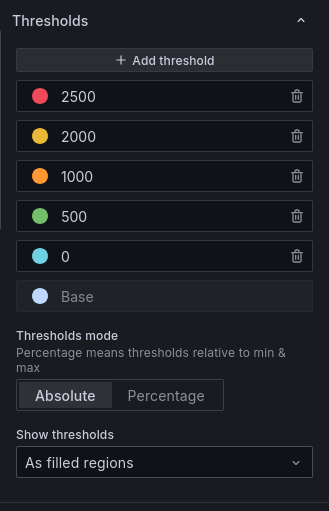 Thresholds
Add threshold
2500
2000
1000
500
0
Base
Thresholds mode
Percentage means thresholds relative to min &
max
Absolute Percentage
Show thresholds
As filled regions